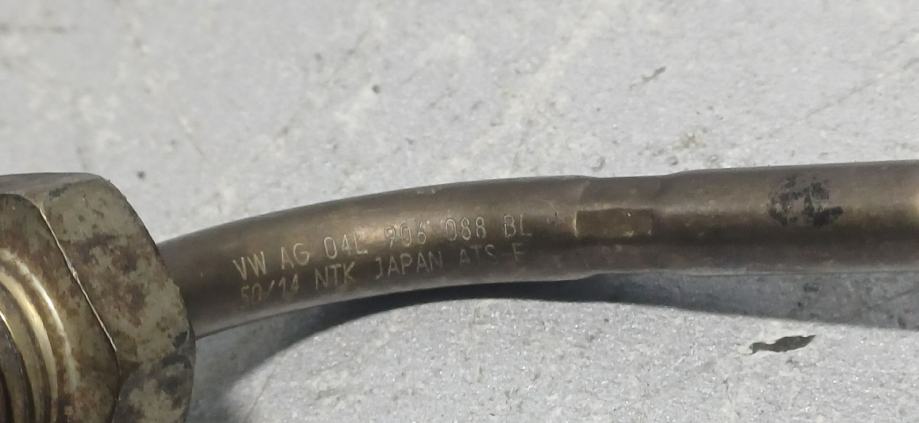 VW AG 04L 906 088 BL
50/14 NTK JAPAN ATS-F